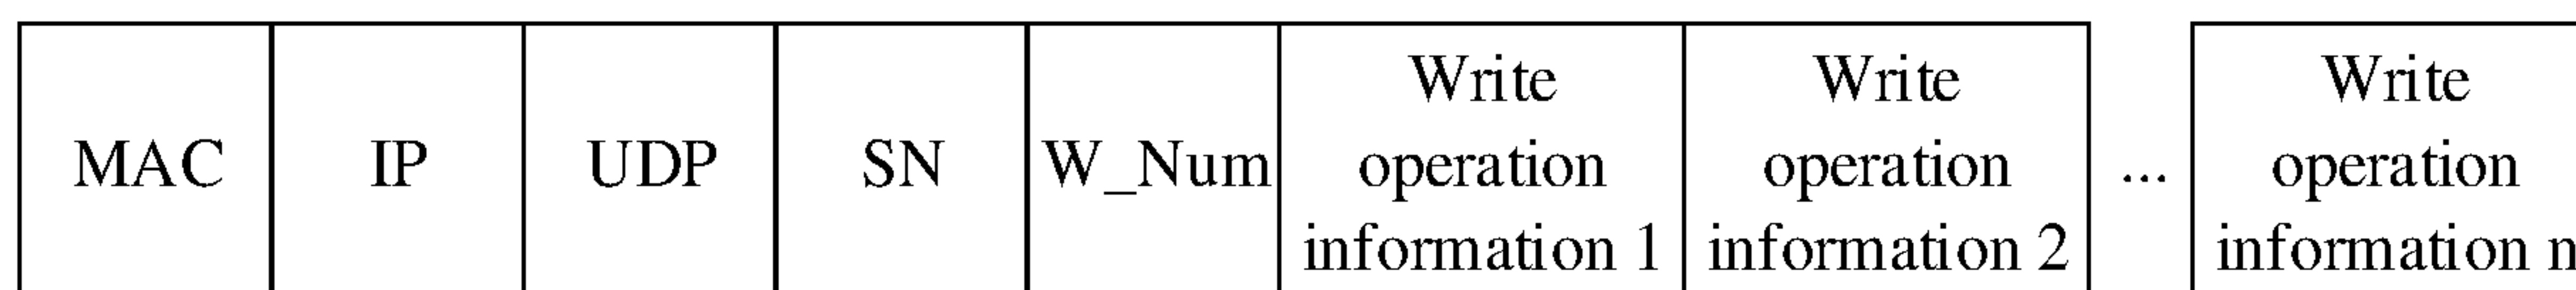 MAC
IP
UDP
SN
W_Num
Write
operation
information 1
Write
operation
information 2
...
Write
operation
information n